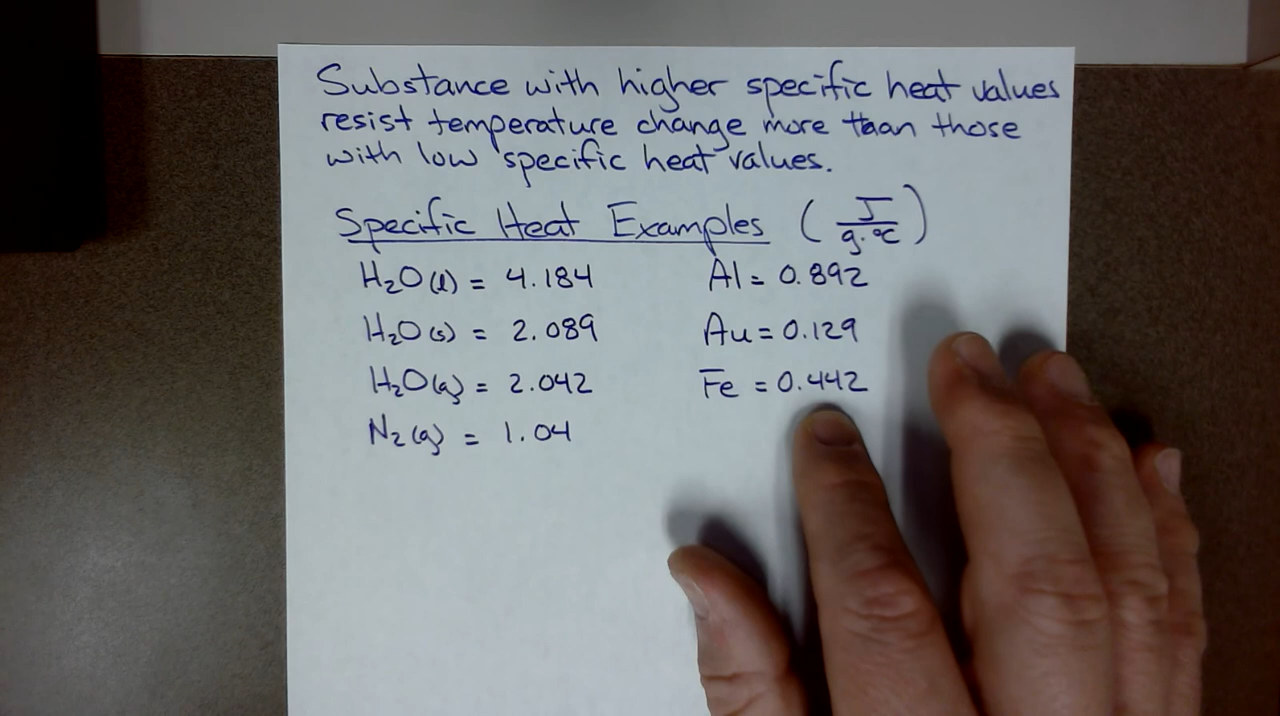 Substance with higher specific heat values
resist temperature change more than those
with low specific heat values.
Specific Heat Examples (J/g·°C)
H₂O(l) = 4.184
H₂O(s) = 2.089
H₂O(g) = 2.042
N₂(g) = 1.04
Al = 0.892
Au = 0.129
Fe = 0.442